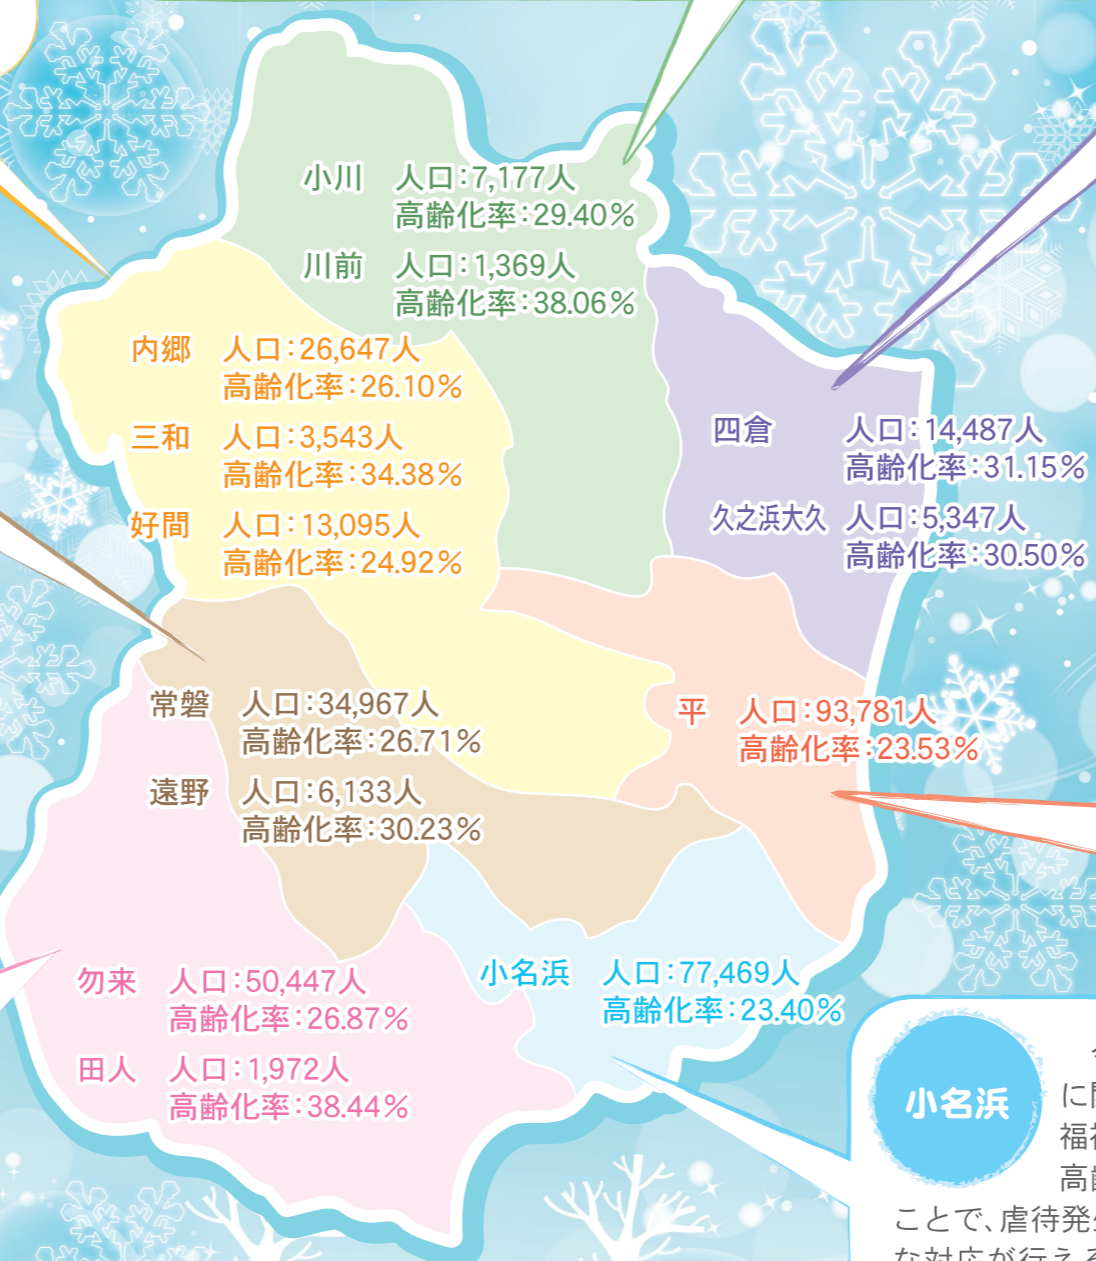 小川 人口：7,177人
高齢化率：29.40%
川前 人口：1,369人
高齢化率：38.06%
内郷 人口：26,647人
高齢化率：26.10%
三和 人口：3,543人
高齢化率：34.38%
好間 人口：13,095人
高齢化率：24.92%
四倉 人口：14,487人
高齢化率：31.15%
久之浜大久 人口：5,347人
高齢化率：30.50%
常磐 人口：34,967人
高齢化率：26.71%
遠野 人口：6,133人
高齢化率：30.23%
平 人口：93,781人
高齢化率：23.53%
勿来 人口：50,447人
高齢化率：26.87%
田人 人口：1,972人
高齢化率：38.44%
小名浜 人口：77,469人
高齢化率：23.40%
小名浜
に
福
高
ことで、虐待発
な対応が行える